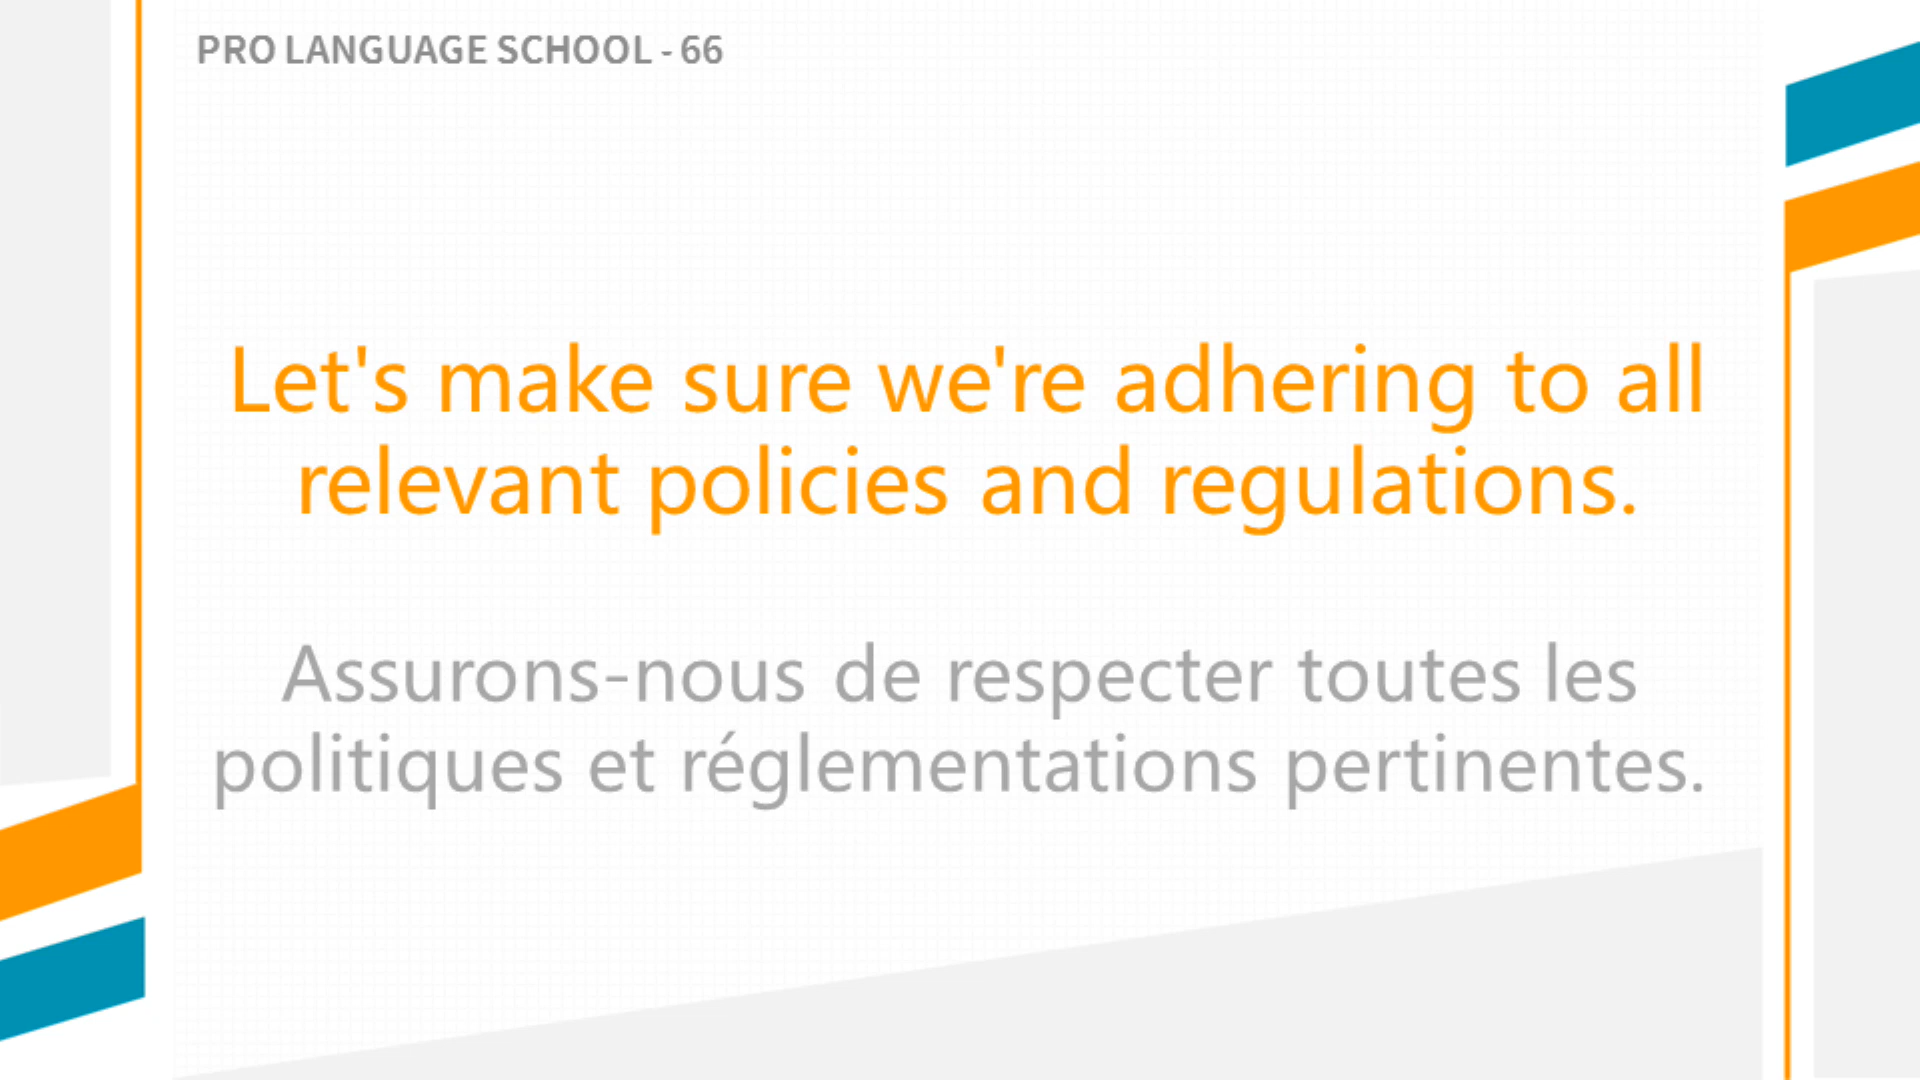 PRO LANGUAGE SCHOOL - 66
Let's make sure we're adhering to all
relevant policies and regulations.
Assurons-nous de respecter toutes les
politiques et réglementations pertinentes.